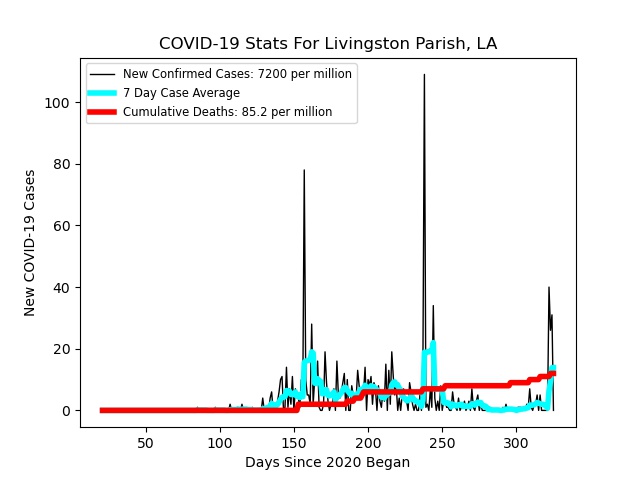 COVID-19 Stats For Livingston Parish, LA
New Confirmed Cases: 7200 per million
7 Day Case Average
Cumulative Deaths: 85.2 per million
New COVID-19 Cases
100
80
60
40
20
0
50 100 150 200 250 300
Days Since 2020 Began